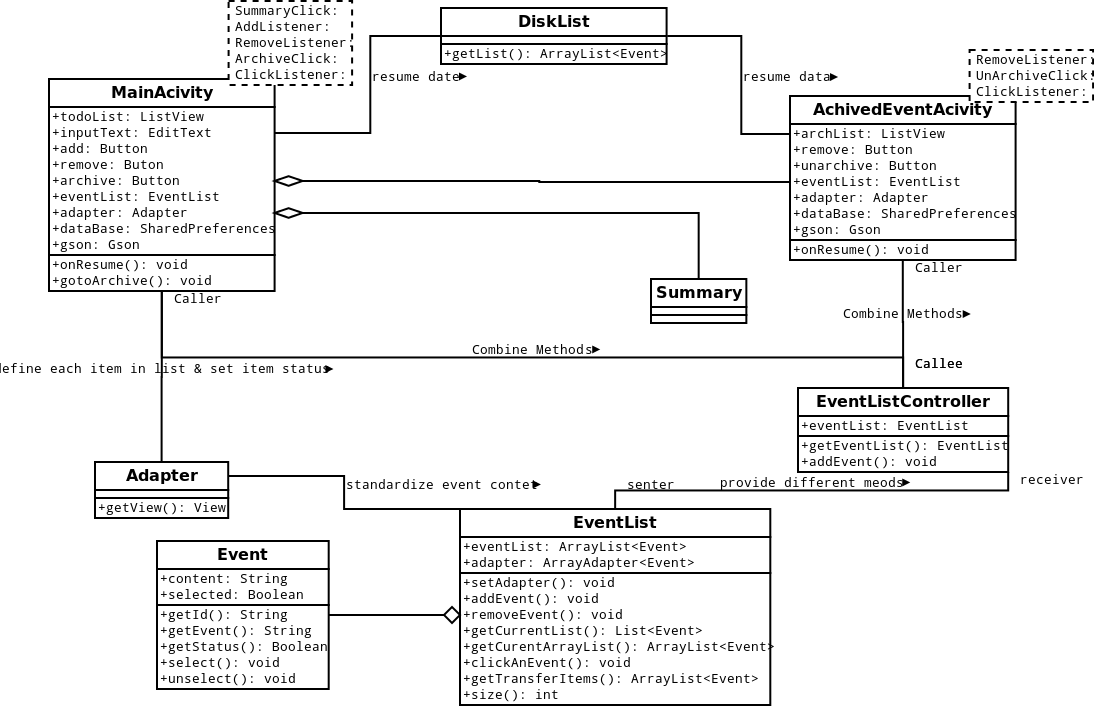 SummaryClick:
AddListener:
RemoveListener:
ArchiveClick:
ClickListener:
DiskList
+getList(): ArrayList<Event>
resume date
resume data
RemoveListener:
UnArchiveClick:
ClickListener:
MainAcivity
+todoList: ListView
+inputText: EditText
+add: Button
+remove: Buton
+archive: Button
+eventList: EventList
+adapter: Adapter
+dataBase: SharedPreferences
+gson: Gson
+onResume(): void
+gotoArchive(): void
Caller
AchivedEventAcivity
+archList: ListView
+remove: Button
+unarchive: Button
+eventList: EventList
+adapter: Adapter
+dataBase: SharedPreferences
+gson: Gson
+onResume(): void
Caller
Summary
Combine Methods
Combine Methods
define each item in list & set item status
Callee
EventListController
+eventList: EventList
+getEventList(): EventList
+addEvent(): void
Adapter
+getView(): View
standardize event contet
senter
provide different meods
receiver
EventList
+eventList: ArrayList<Event>
+adapter: ArrayAdapter<Event>
+setAdapter(): void
+addEvent(): void
+removeEvent(): void
+getCurrentList(): List<Event>
+getCurentArrayList(): ArrayList<Event>
+clickAnEvent(): void
+getTransferItems(): ArrayList<Event>
+size(): int
Event
+content: String
+selected: Boolean
+getId(): String
+getEvent(): String
+getStatus(): Boolean
+select(): void
+unselect(): void